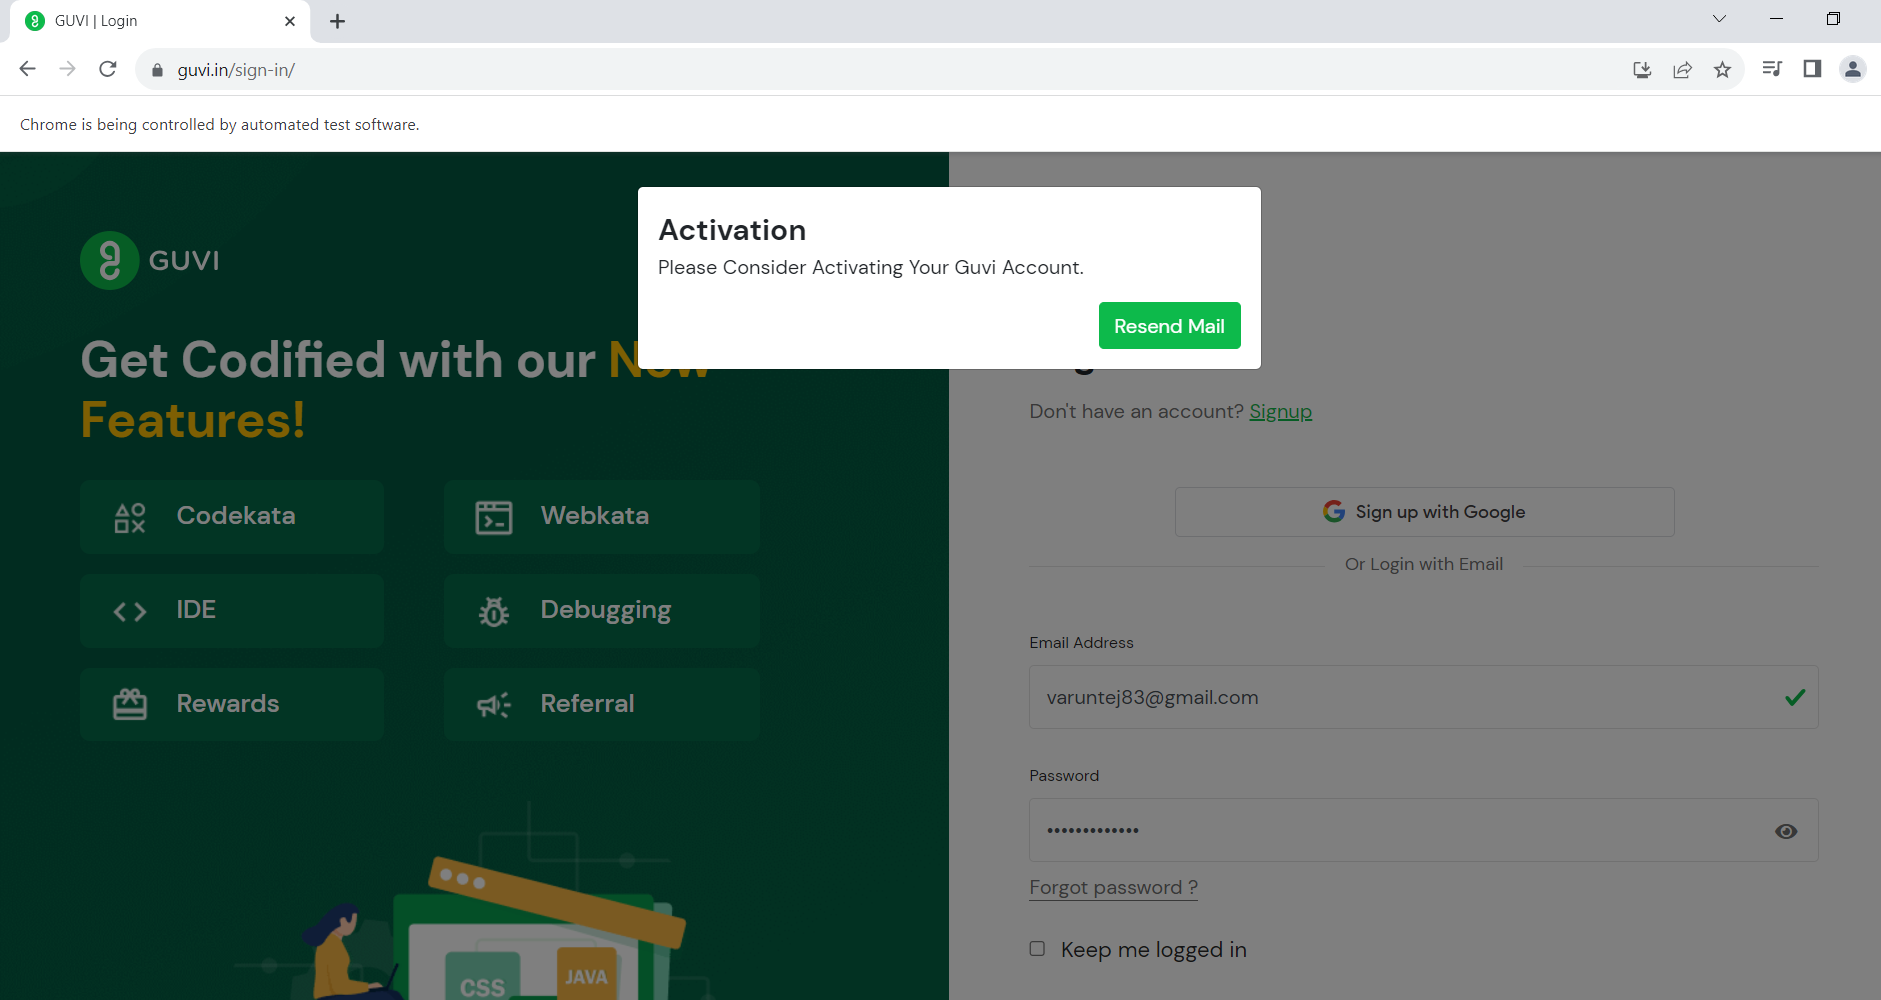 GUVI | Login
guvi.in/sign-in/
Chrome is being controlled by automated test software.
Activation
Please Consider Activating Your Guvi Account.
Resend Mail
GUVI
Get Codified with our New
Features!
Codekata
Webkata
IDE
Debugging
Rewards
Referral
CSS
JAVA
Don't have an account? Signup
Sign up with Google
Or Login with Email
Email Address
varuntej83@gmail.com
Password
•••••••••••••
Forgot password ?
Keep me logged in